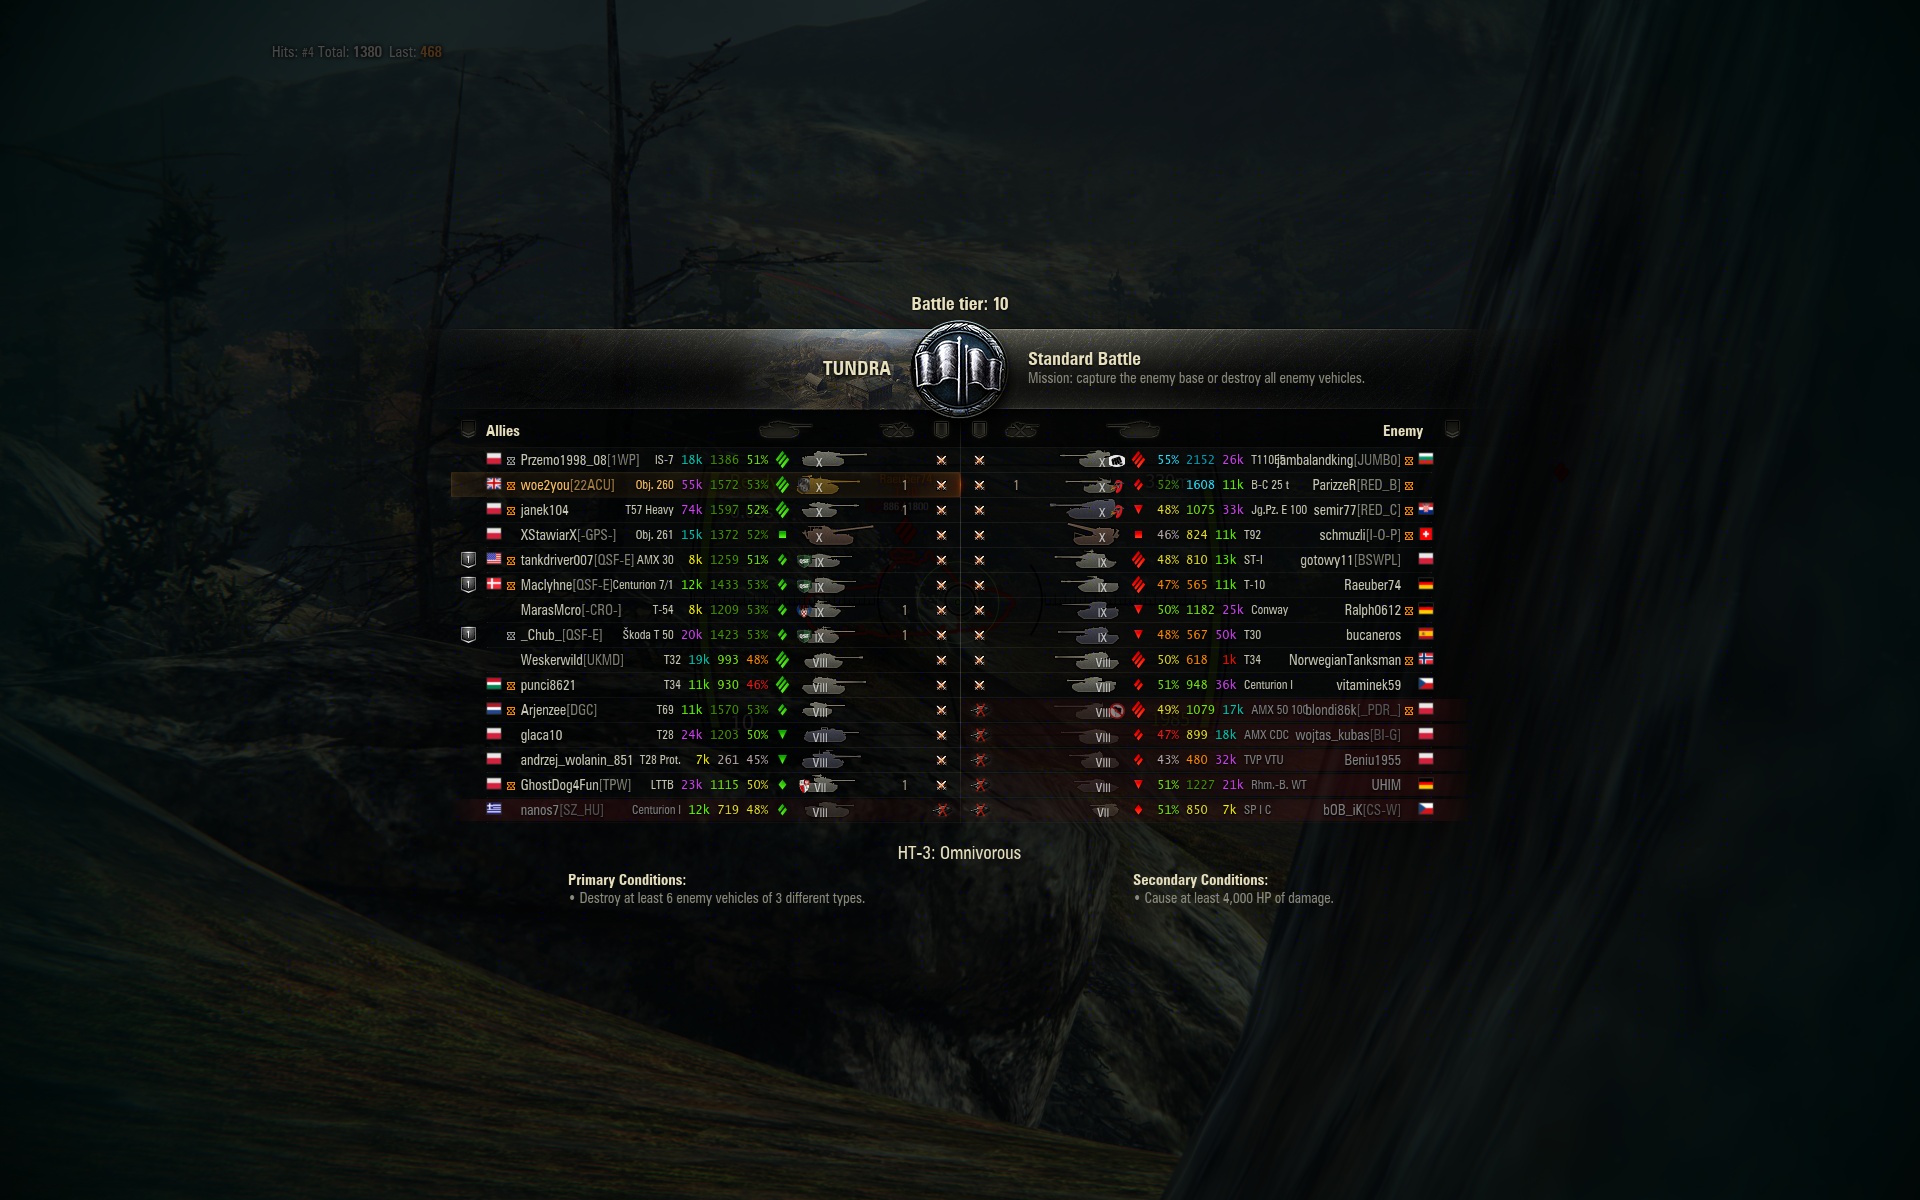 Hits: #4 Total: 1380 Last: 468
Battle tier: 10
TUNDRA
Standard Battle
Mission: capture the enemy base or destroy all enemy vehicles.
Allies
Enemy
Przemo1998_08[1WP] IS-7 18k 1386 51% X X 55% 2152 26k T110E5 jambalandking[JUMBO]
woe2you[22ACU] Obj. 260 55k 1572 53% X 1 1 X 52% 1608 11k B-C 25 t ParizzeR[RED_B]
janek104 T57 Heavy 74k 1597 52% X 1 X 48% 1075 33k Jg.Pz. E 100 semir77[RED_C]
XStawiarX[-GPS-] Obj. 261 15k 1372 52% X X 46% 824 11k T92 schmuzli[I-O-P]
1 tankdriver007[QSF-E] AMX 30 8k 1259 51% IX IX 48% 810 13k ST-I gotowy11[BSWPL]
1 Maclyhne[QSF-E] Centurion 7/1 12k 1433 53% IX IX 47% 565 11k T-10 Raeuber74
MarasMcro[-CRO-] T-54 8k 1209 53% IX 1 IX 50% 1182 25k Conway Ralph0612
1 _Chub_[QSF-E] Škoda T 50 20k 1423 53% IX 1 IX 48% 567 50k T30 bucaneros
Weskerwild[UKMD] T32 19k 993 48% VIII VIII 50% 618 1k T34 NorwegianTanksman
punci8621 T34 11k 930 46% VIII VIII 51% 948 36k Centurion I vitaminek59
Arjenzee[DGC] T69 11k 1570 53% VIII VIII 49% 1079 17k AMX 50 100 blondi86k[_PDR_]
glaca10 T28 24k 1203 50% VIII VIII 47% 899 18k AMX CDC wojtas_kubas[BI-G]
andrzej_wolanin_851 T28 Prot. 7k 261 45% VIII VIII 43% 480 32k TVP VTU Beniu1955
GhostDog4Fun[TPW] LTTB 23k 1115 50% VII 1 VIII 51% 1227 21k Rhm.-B. WT UHIM
nanos7[SZ_HU] Centurion I 12k 719 48% VIII VII 51% 850 7k SP I C bOB_iK[CS-W]
HT-3: Omnivorous
Primary Conditions:
• Destroy at least 6 enemy vehicles of 3 different types.
Secondary Conditions:
• Cause at least 4,000 HP of damage.